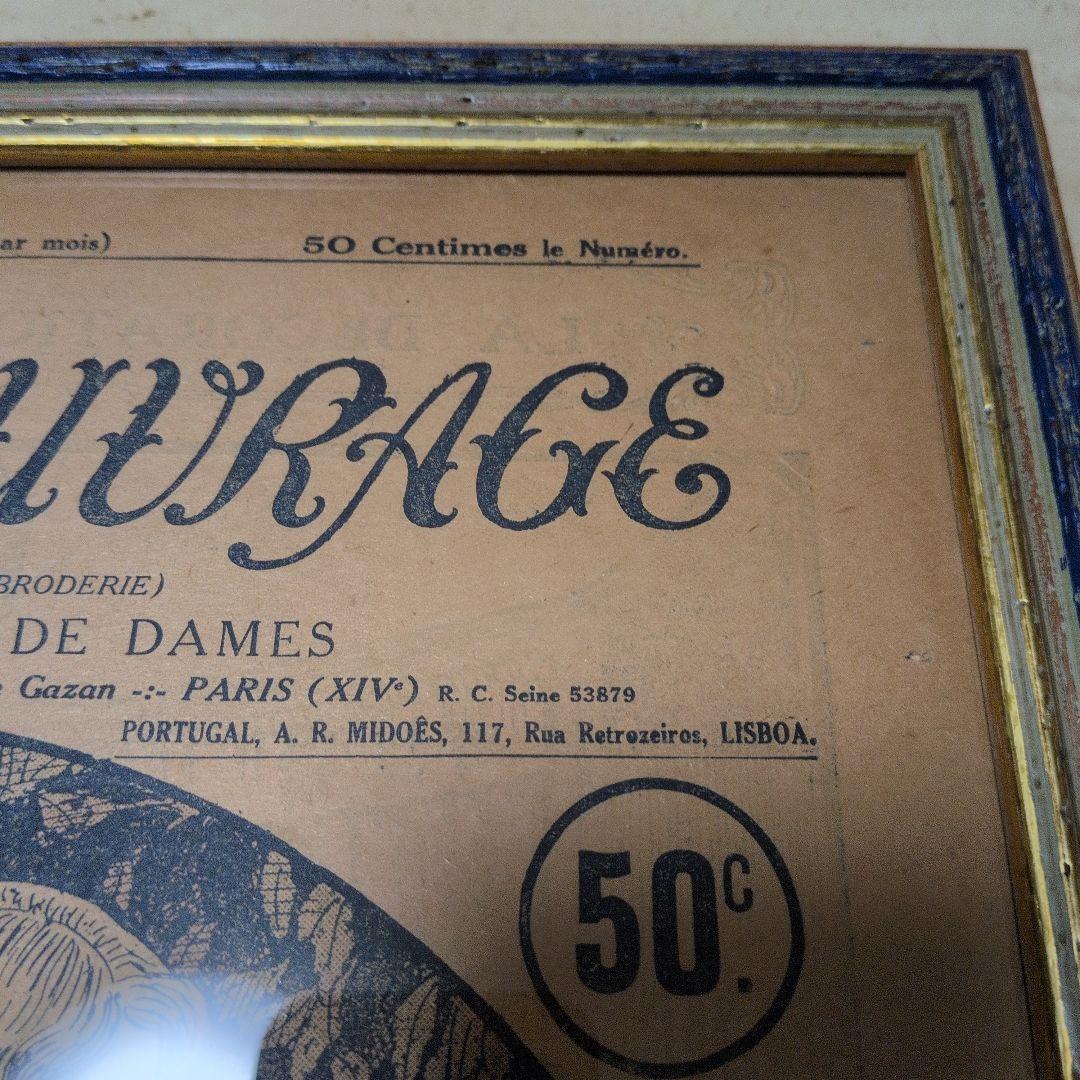 ar mois) 50 Centimes le Numéro.
UVRAGE
BRODERIE)
DE DAMES
e Gazan -:- PARIS (XIVe) R. C. Seine 53879
PORTUGAL, A. R. MIDOÊS, 117, Rua Retrozeiros, LISBOA.
50c.